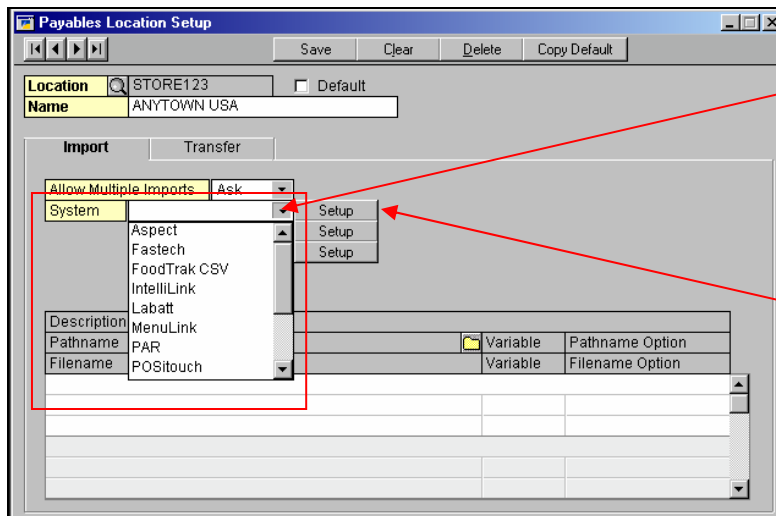 Payables Location Setup
Save Clear Delete Copy Default
Location STORE123 Default
Name ANYTOWN USA
Import Transfer
Allow Multiple Imports Ask
System Setup
Aspect Setup
Fastech Setup
FoodTrak CSV
IntelliLink
Labatt
MenuLink
PAR
POSitouch
Description
Pathname Variable Pathname Option
Filename Variable Filename Option